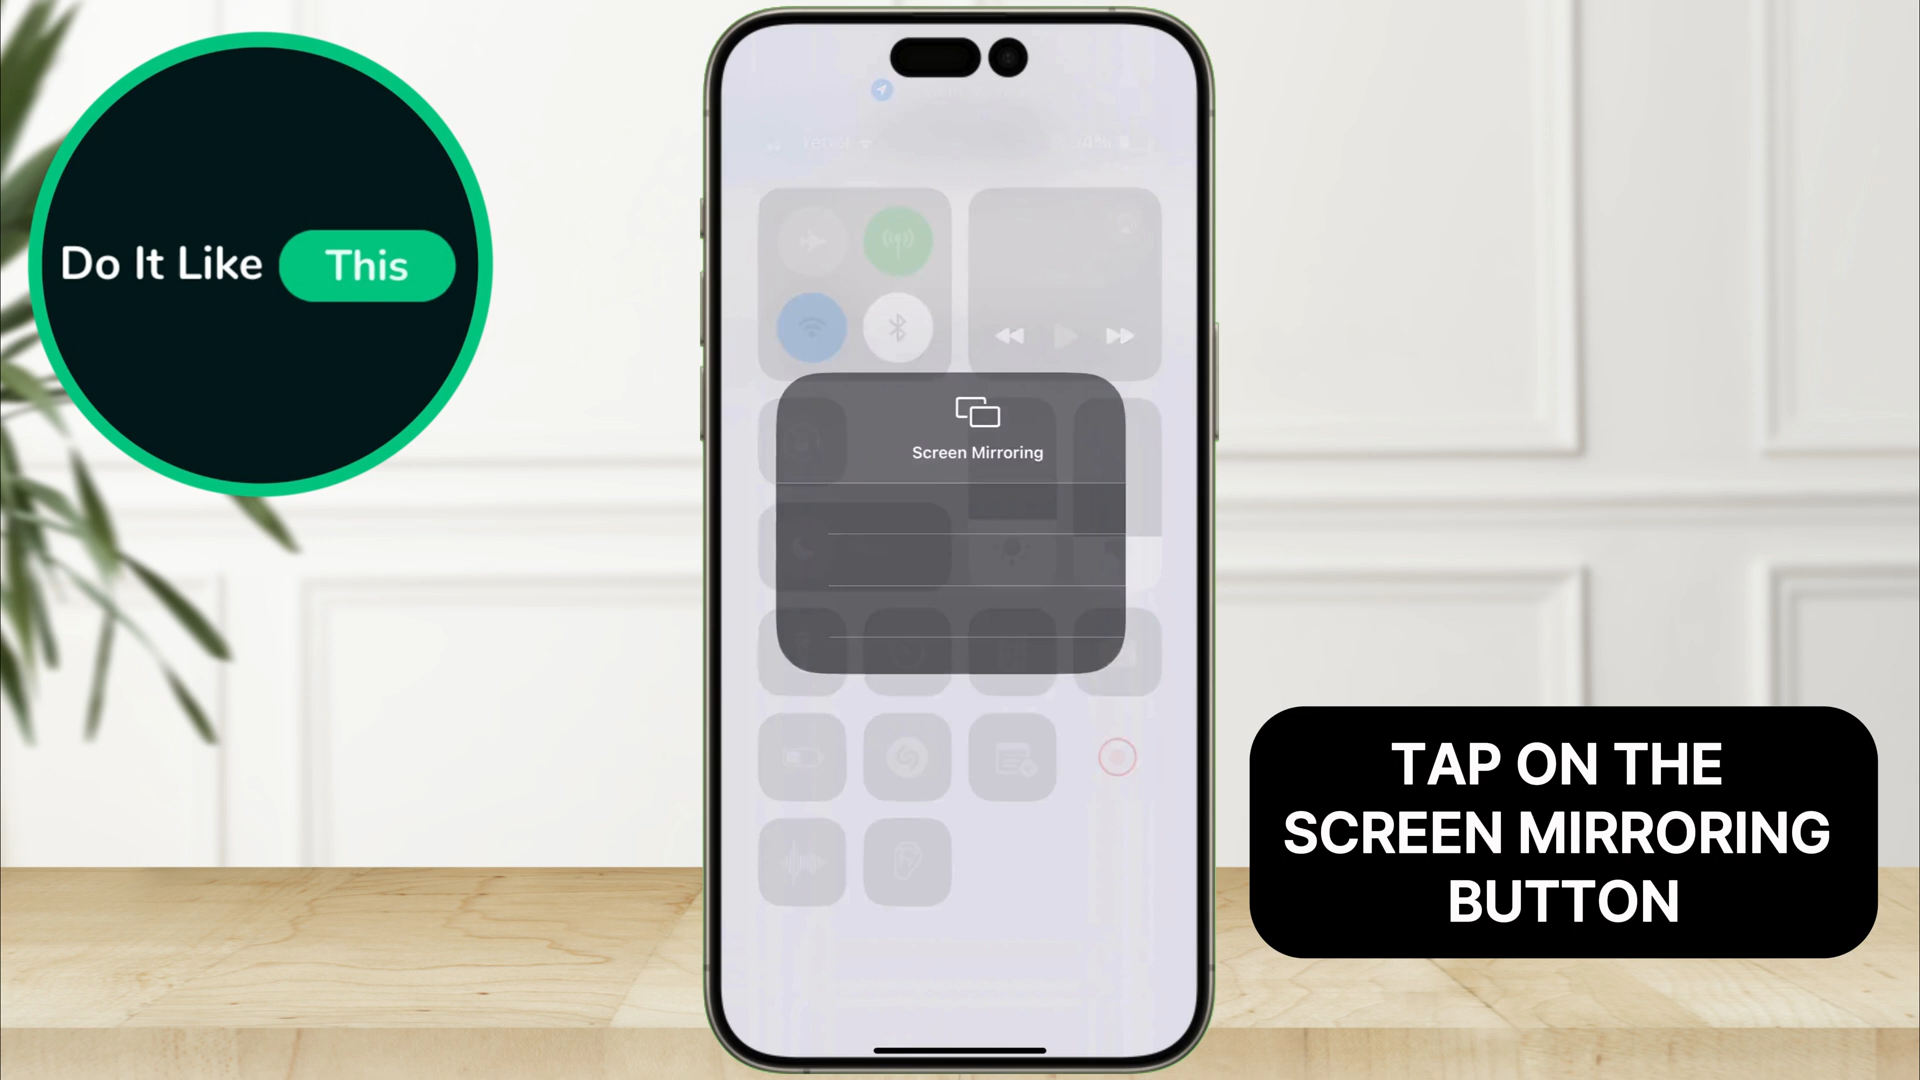 Do It Like This
Screen Mirroring
TAP ON THE
SCREEN MIRRORING
BUTTON